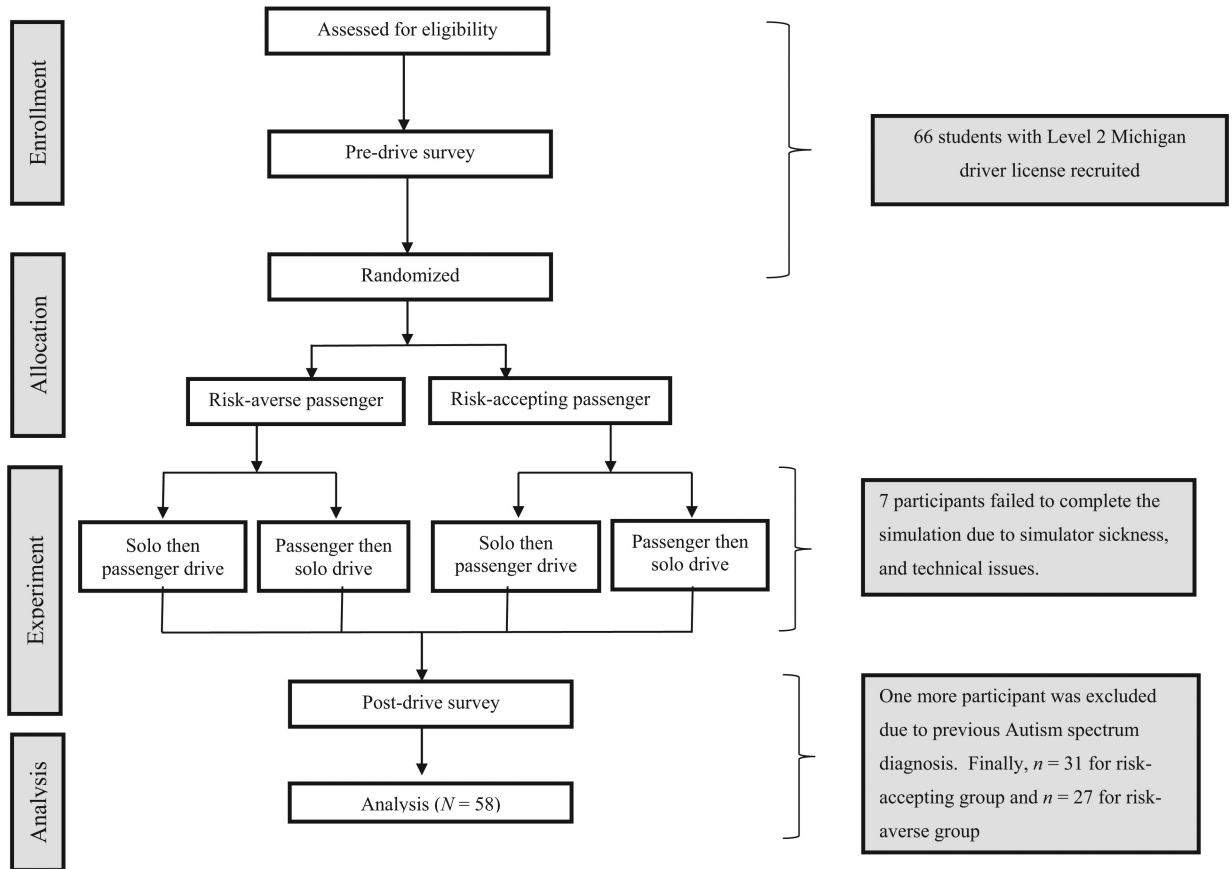 Enrollment
Assessed for eligibility
Pre-drive survey
66 students with Level 2 Michigan
driver license recruited
Randomized
Allocation
Risk-averse passenger
Risk-accepting passenger
Experiment
Solo then
passenger drive
Passenger then
solo drive
Solo then
passenger drive
Passenger then
solo drive
7 participants failed to complete the
simulation due to simulator sickness,
and technical issues.
Post-drive survey
Analysis
Analysis (N = 58)
One more participant was excluded
due to previous Autism spectrum
diagnosis. Finally, n = 31 for risk-
accepting group and n = 27 for risk-
averse group